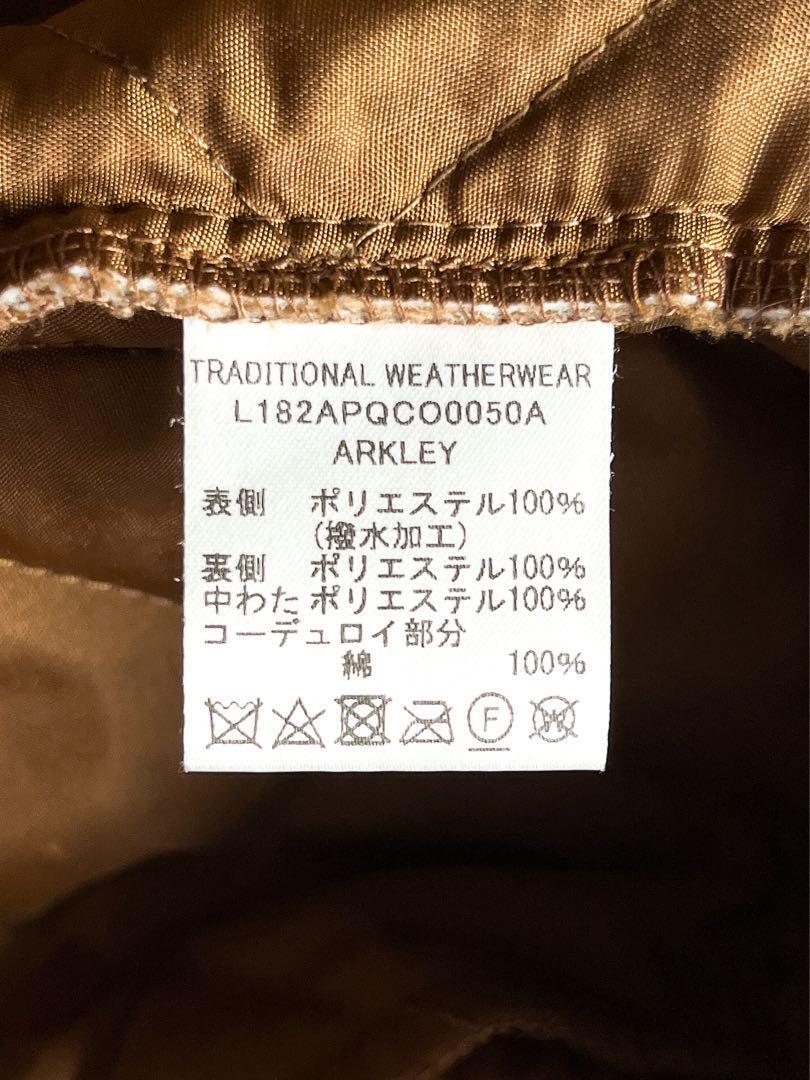 TRADITIONAL WEATHERWEAR
L182APQCO0050A
ARKLEY
表側 ポリエステル100%
(撥水加工)
裏側 ポリエステル100%
中わた ポリエステル100%
コーデュロイ部分
綿 100%
F W